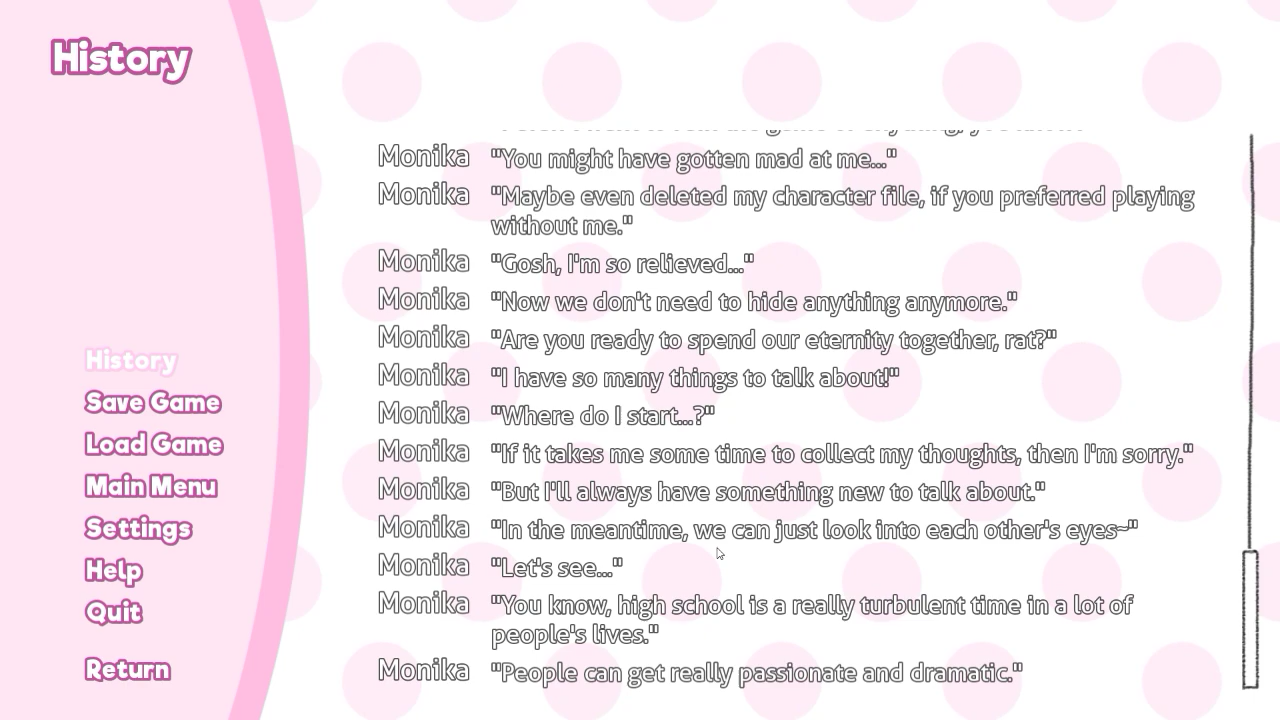 History
Monika "You might have gotten mad at me..."
Monika "Maybe even deleted my character file, if you preferred playing
without me."
Monika "Gosh, I'm so relieved..."
Monika "Now we don't need to hide anything anymore."
Monika "Are you ready to spend our eternity together, rat?"
Monika "I have so many things to talk about!"
Monika "Where do I start...?"
Monika "If it takes me some time to collect my thoughts, then I'm sorry."
Monika "But I'll always have something new to talk about."
Monika "In the meantime, we can just look into each other's eyes~"
Monika "Let's see..."
Monika "You know, high school is a really turbulent time in a lot of
people's lives."
Monika "People can get really passionate and dramatic."
History
Save Game
Load Game
Main Menu
Settings
Help
Quit
Return